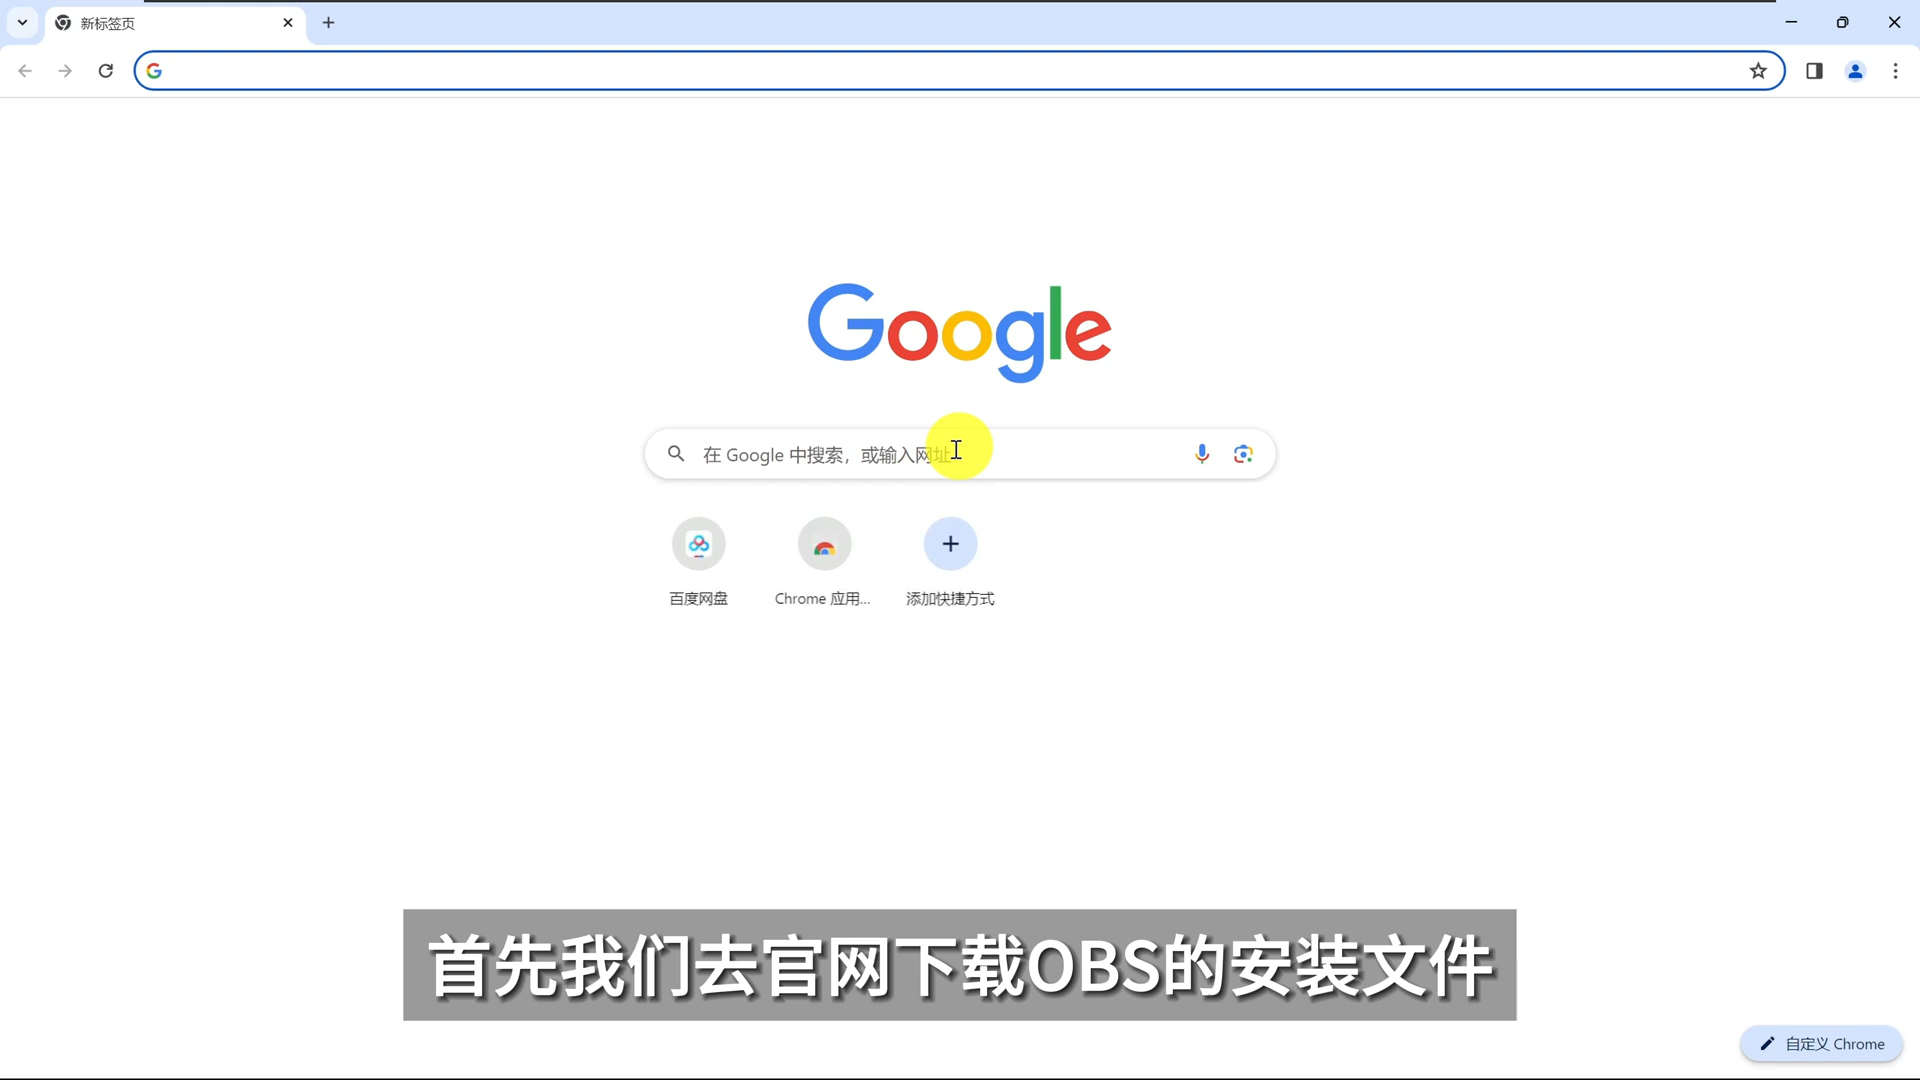 新标签页
Google
在 Google 中搜索，或输入网址
百度网盘
Chrome 应用...
添加快捷方式
首先我们去官网下载OBS的安装文件
自定义 Chrome